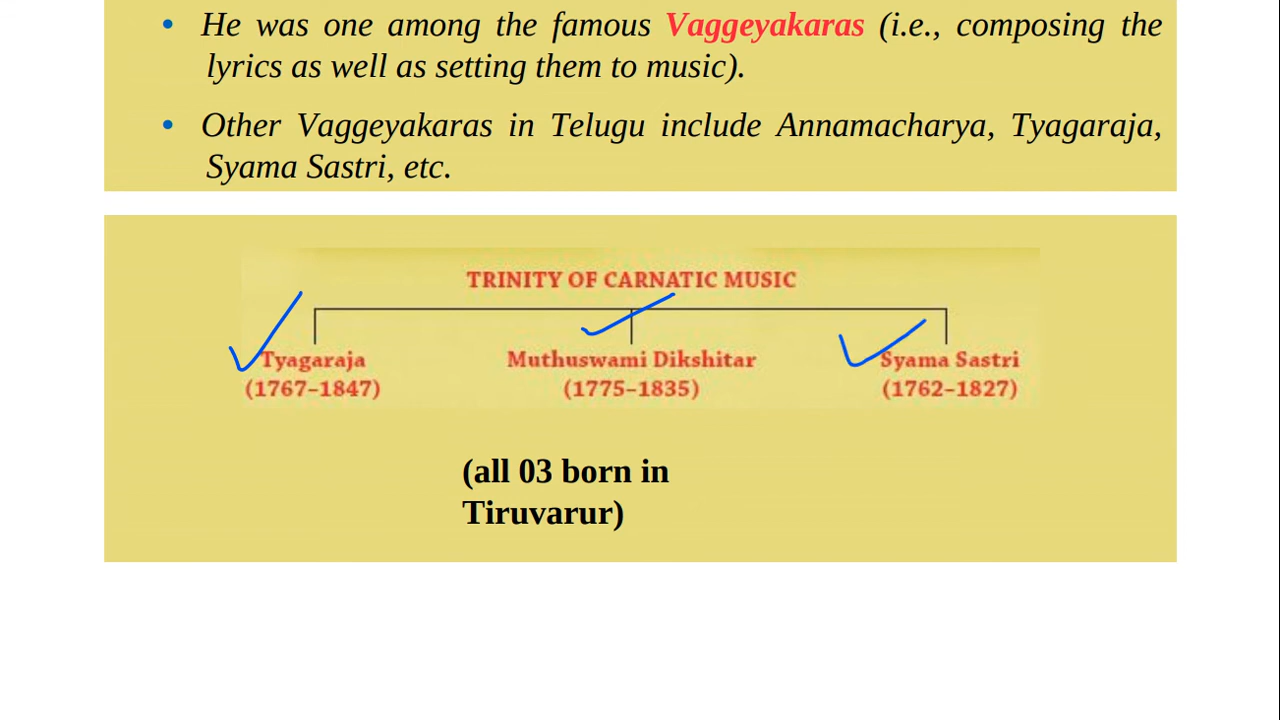 • He was one among the famous Vaggeyakaras (i.e., composing the
lyrics as well as setting them to music).
• Other Vaggeyakaras in Telugu include Annamacharya, Tyagaraja,
Syama Sastri, etc.
TRINITY OF CARNATIC MUSIC
Tyagaraja Muthuswami Dikshitar Syama Sastri
(1767–1847) (1775–1835) (1762–1827)
(all 03 born in
Tiruvarur)